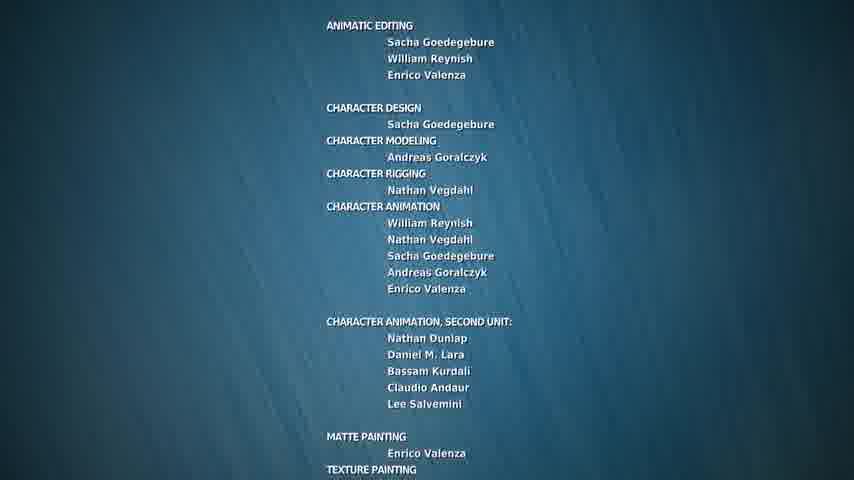 ANIMATIC EDITING
Sacha Goedegebure
William Reynish
Enrico Valenza
CHARACTER DESIGN
Sacha Goedegebure
CHARACTER MODELING
Andreas Goralczyk
CHARACTER RIGGING
Nathan Vegdahl
CHARACTER ANIMATION
William Reynish
Nathan Vegdahl
Sacha Goedegebure
Andreas Goralczyk
Enrico Valenza
CHARACTER ANIMATION, SECOND UNIT:
Nathan Dunlap
Daniel M. Lara
Bassam Kurdali
Claudio Andaur
Lee Salvemini
MATTE PAINTING
Enrico Valenza
TEXTURE PAINTING